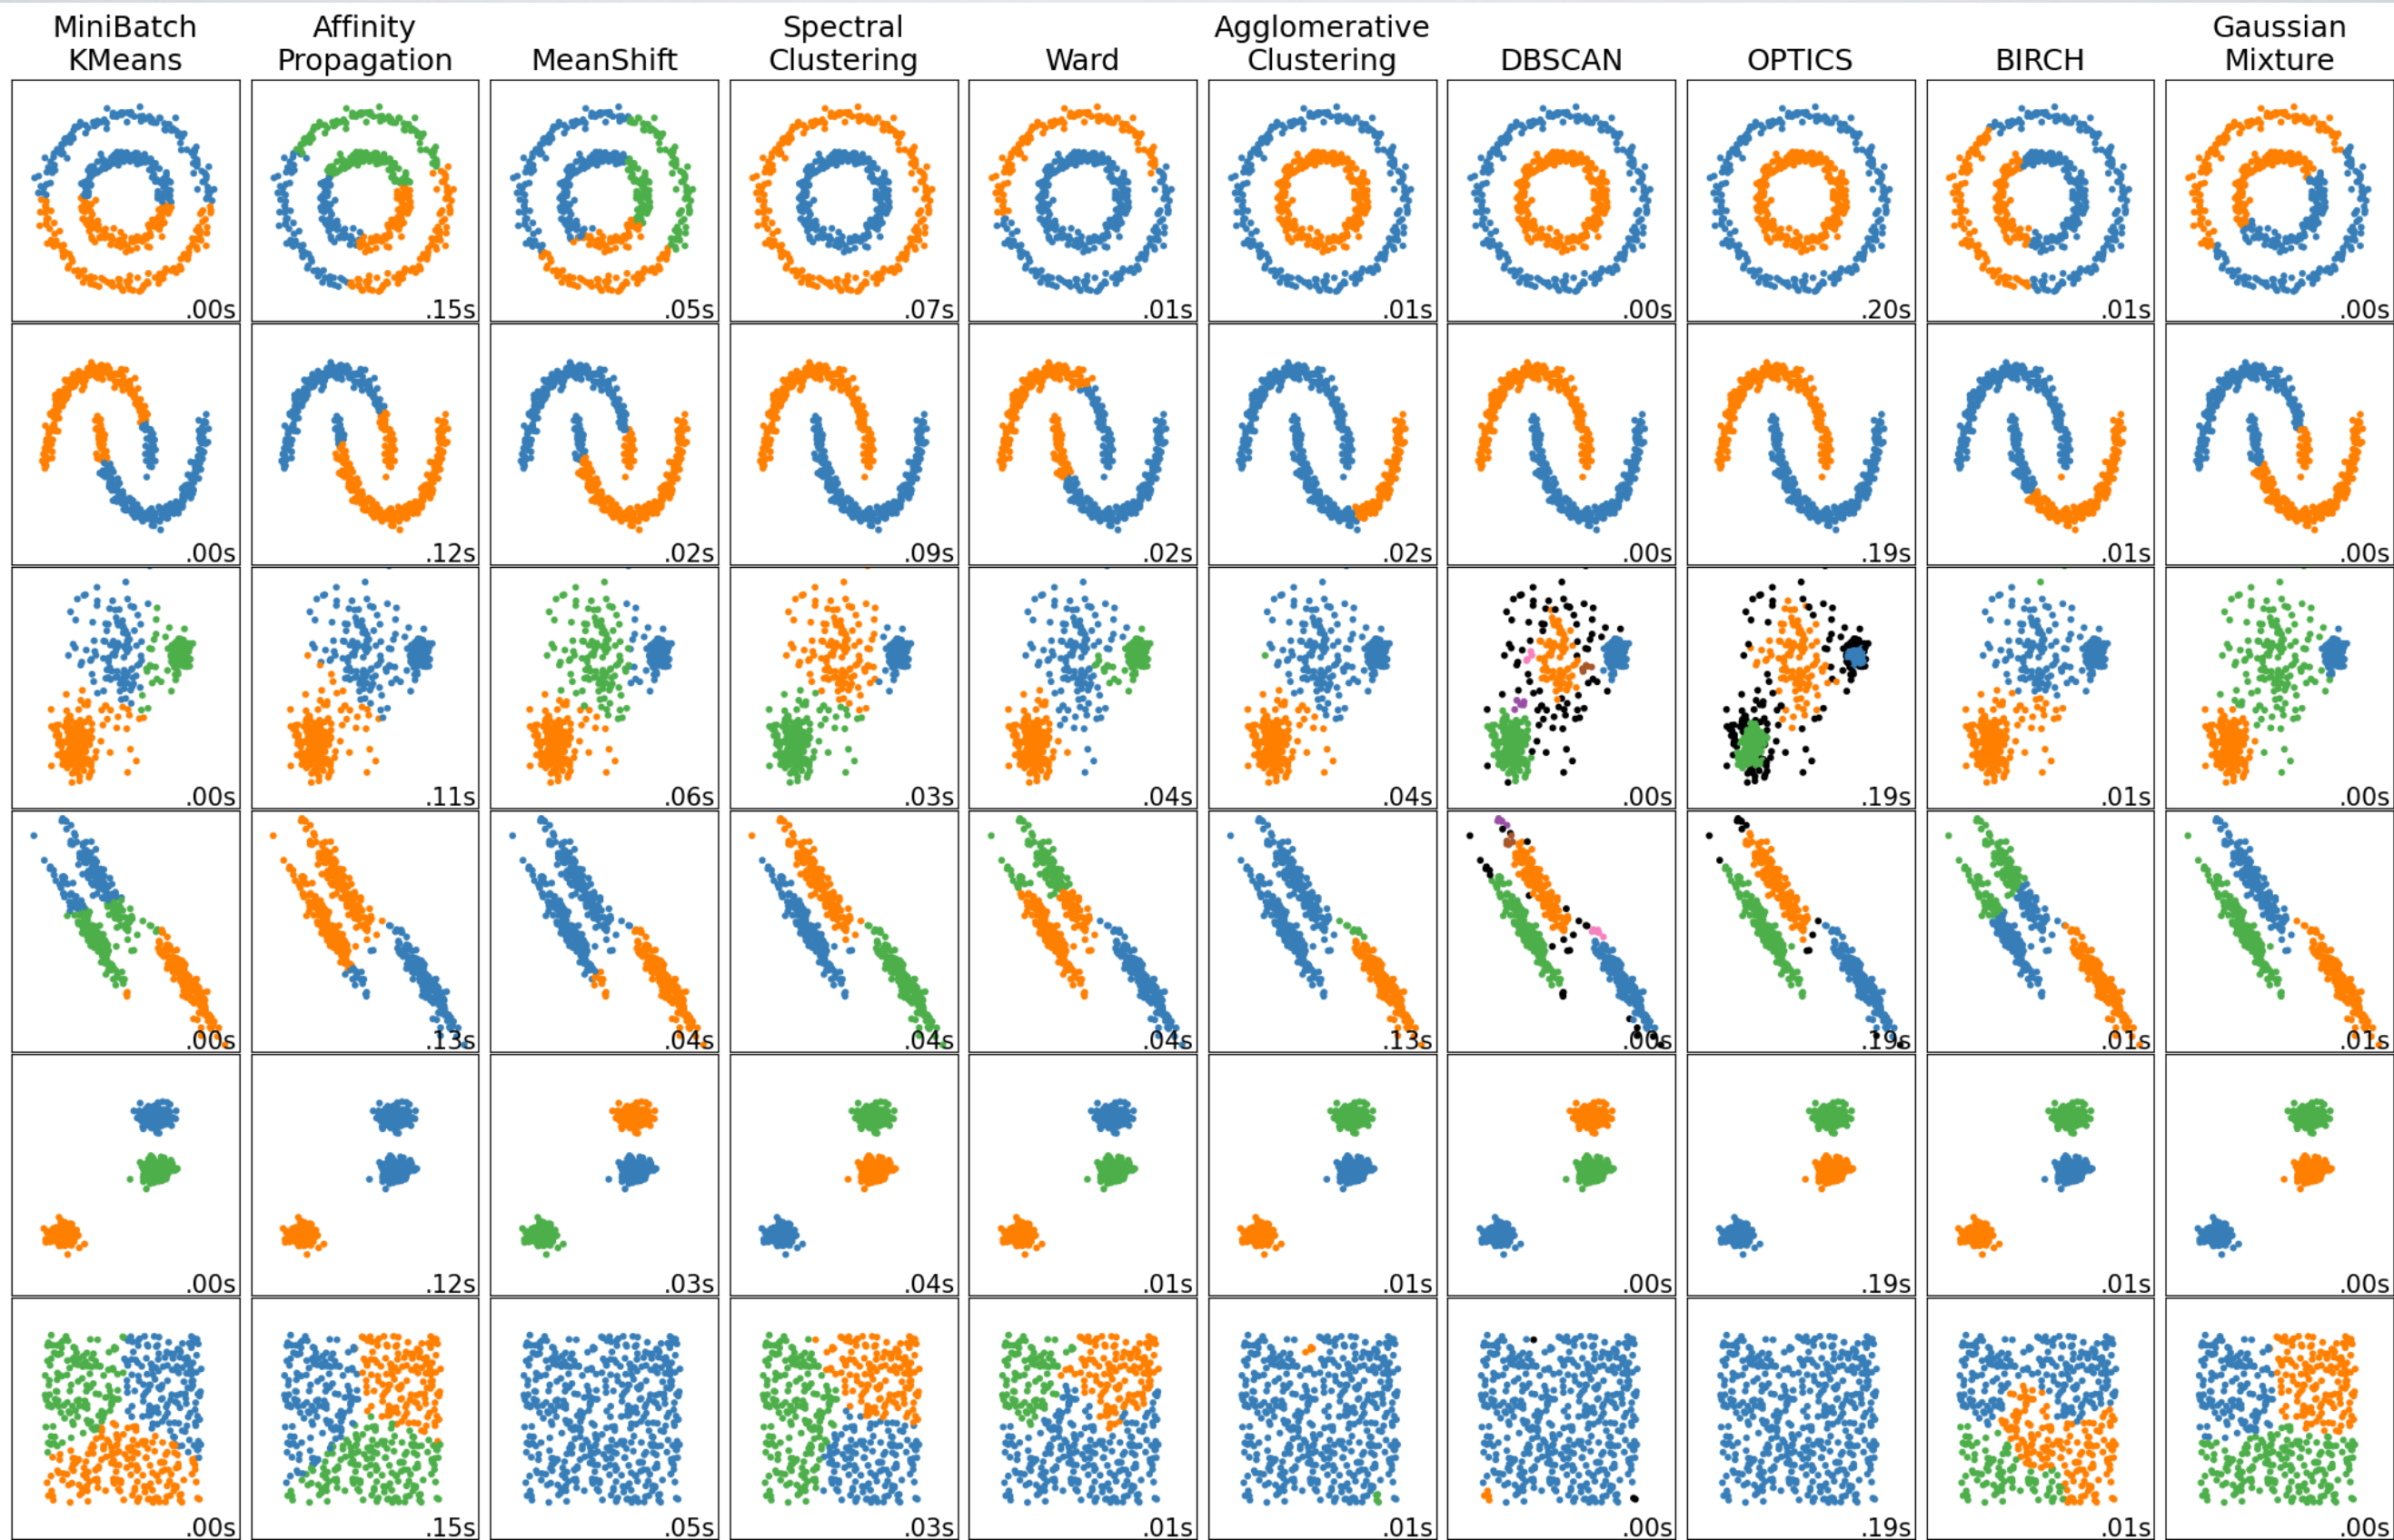 MiniBatch
KMeans
Affinity
Propagation
MeanShift
Spectral
Clustering
Ward
Agglomerative
Clustering
DBSCAN
OPTICS
BIRCH
Gaussian
Mixture
.00s
.15s
.05s
.07s
.01s
.01s
.00s
.20s
.01s
.00s
.00s
.12s
.02s
.09s
.02s
.02s
.00s
.19s
.01s
.00s
.00s
.11s
.06s
.03s
.04s
.04s
.00s
.19s
.01s
.00s
.00s
.13s
.04s
.04s
.04s
.13s
.00s
.19s
.01s
.01s
.00s
.12s
.03s
.04s
.01s
.01s
.00s
.19s
.01s
.00s
.00s
.15s
.05s
.03s
.01s
.01s
.00s
.19s
.01s
.00s